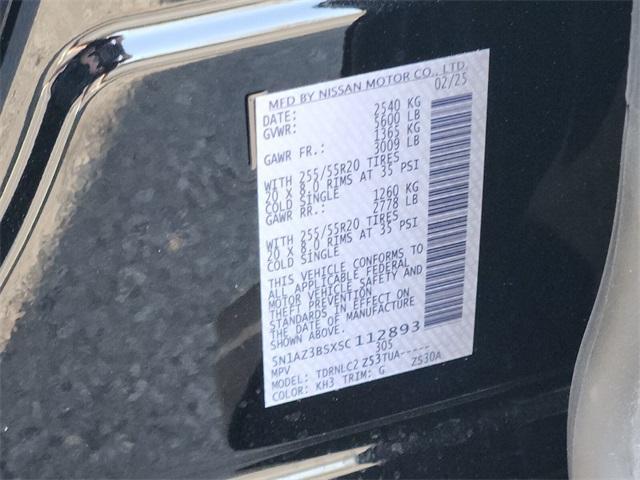 MFD BY NISSAN MOTOR CO., LTD.
DATE: 02/25
GVWR: 2540 KG
5600 LB
GAWR FR.: 1365 KG
3009 LB
WITH 255/55R20 TIRES
20 X 8.0 RIMS AT 35 PSI
COLD SINGLE
GAWR RR.: 1260 KG
2778 LB
WITH 255/55R20 TIRES
20 X 8.0 RIMS AT 35 PSI
COLD SINGLE
THIS VEHICLE CONFORMS TO
ALL APPLICABLE FEDERAL
MOTOR VEHICLE SAFETY AND
THEFT PREVENTION
STANDARDS IN EFFECT ON
THE DATE OF MANUFACTURE
SHOWN ABOVE.
5N1AZ3BSXSC112893
MPV 305
MODEL: TDRNLC2 Z53TUA-----
COLOR: KH3 TRIM: G ZS30A